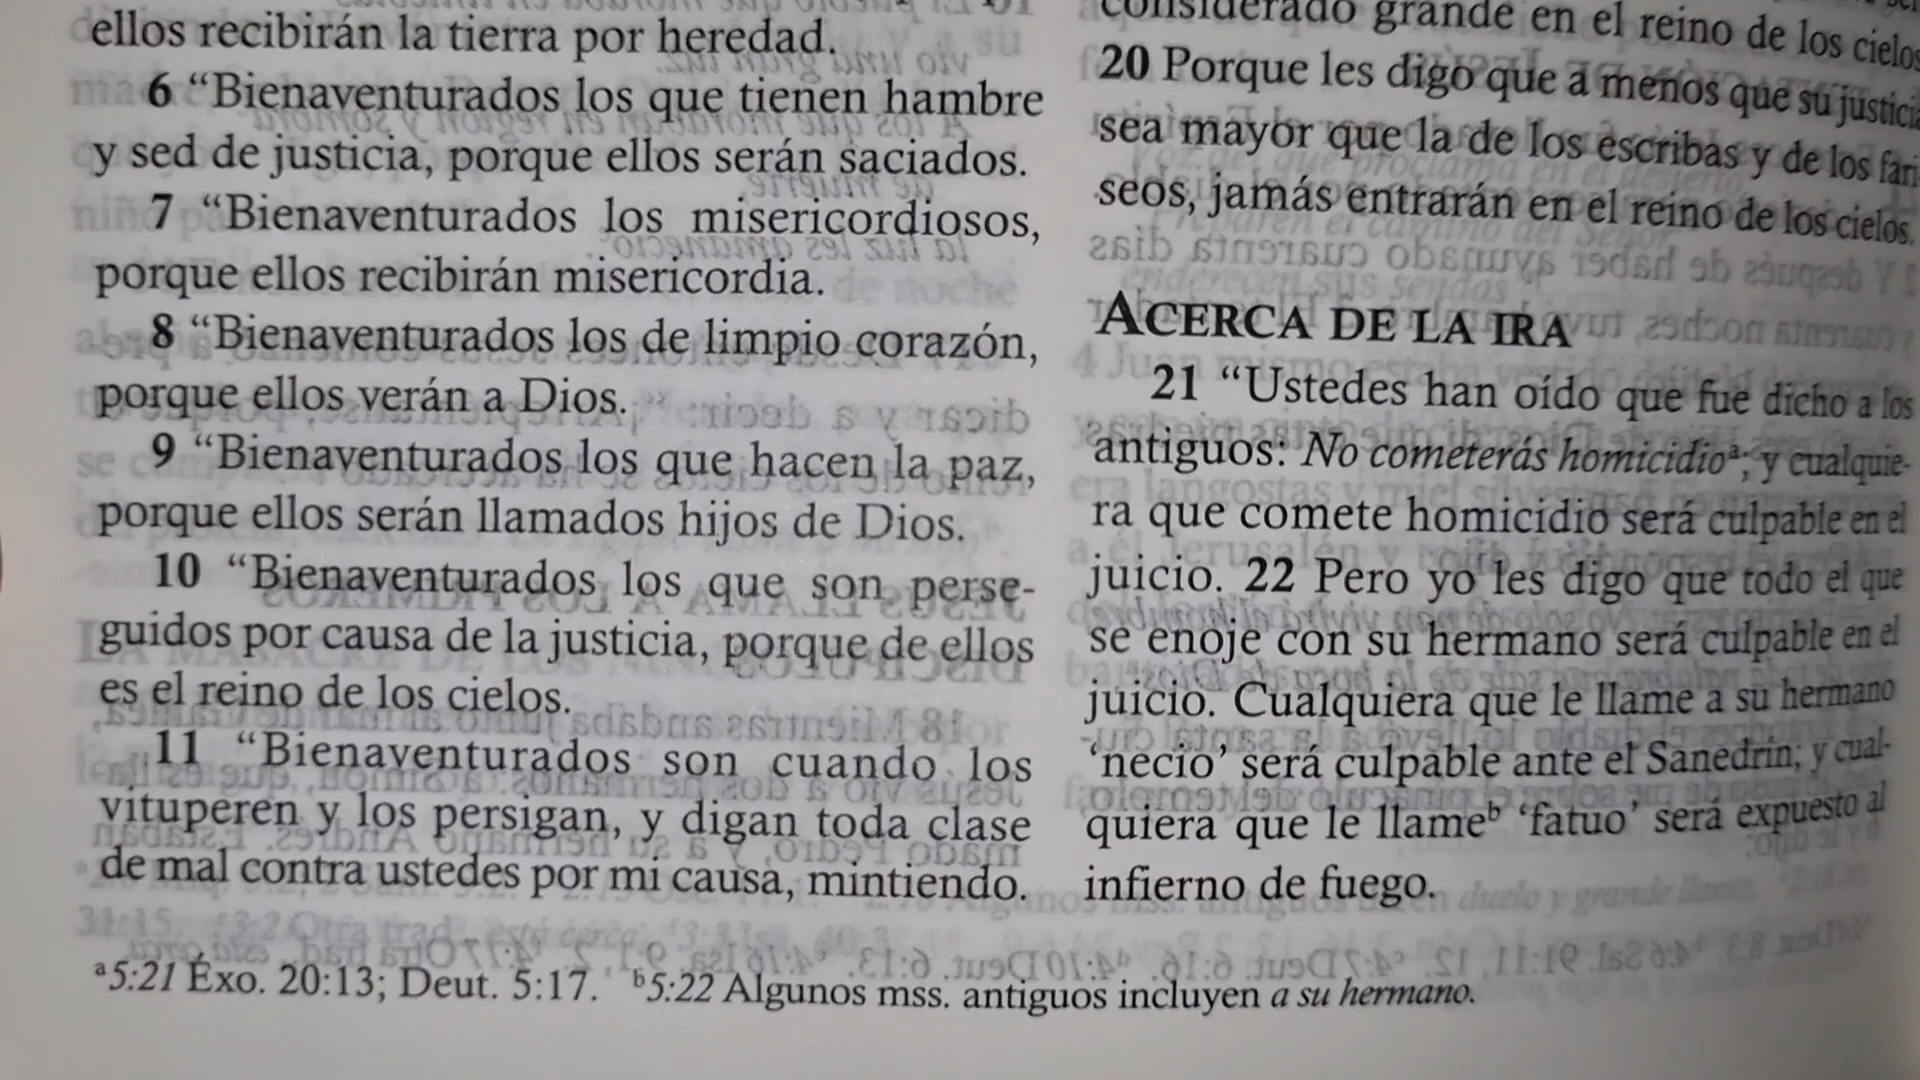 ellos recibirán la tierra por heredad.
6 “Bienaventurados los que tienen hambre
y sed de justicia, porque ellos serán saciados.
7 “Bienaventurados los misericordiosos,
porque ellos recibirán misericordia.
8 “Bienaventurados los de limpio corazón,
porque ellos verán a Dios.
9 “Bienaventurados los que hacen la paz,
porque ellos serán llamados hijos de Dios.
10 “Bienaventurados los que son perse-
guidos por causa de la justicia, porque de ellos
es el reino de los cielos.
11 “Bienaventurados son cuando los
vituperen y los persigan, y digan toda clase
de mal contra ustedes por mi causa, mintiendo.
considerado grande en el reino de los cielos
20 Porque les digo que a menos que su justicia
sea mayor que la de los escribas y de los fari
seos, jamás entrarán en el reino de los cielos.
ACERCA DE LA IRA
21 “Ustedes han oído que fue dicho a los
antiguos: No cometerás homicidioᵃ; y cualquie-
ra que comete homicidio será culpable en el
juicio. 22 Pero yo les digo que todo el que
se enoje con su hermano será culpable en el
juicio. Cualquiera que le llame a su hermano
‘necio’ será culpable ante el Sanedrín; y cual-
quiera que le llameᵇ ‘fatuo’ será expuesto al
infierno de fuego.
ᵃ5:21 Éxo. 20:13; Deut. 5:17. ᵇ5:22 Algunos mss. antiguos incluyen a su hermano.